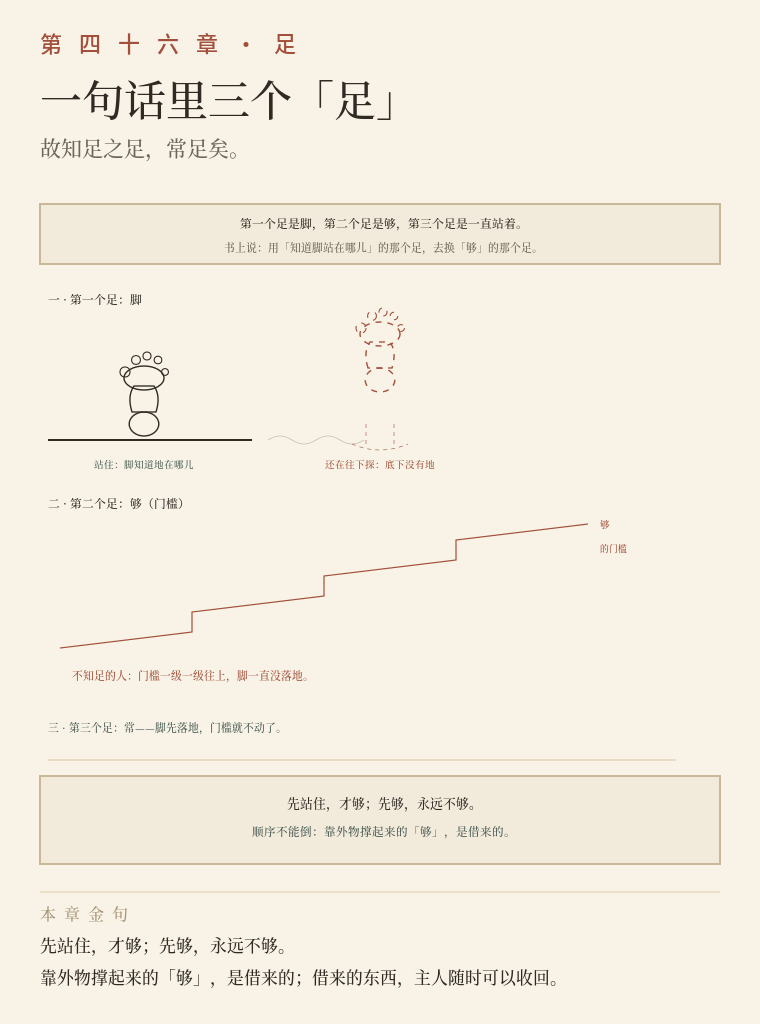 第四十六章·足
一句话里三个「足」
故知足之足，常足矣。
第一个足是脚，第二个足是够，第三个足是一直站着。
书上说：用「知道脚站在哪儿」的那个足，去换「够」的那个足。
一 · 第一个足：脚
站住：脚知道地在哪儿
还在往下探：底下没有地
二 · 第二个足：够（门槛）
够
的门槛
不知足的人：门槛一级一级往上，脚一直没落地。
三 · 第三个足：常——脚先落地，门槛就不动了。
先站住，才够；先够，永远不够。
顺序不能倒：靠外物撑起来的「够」，是借来的。
本章金句
先站住，才够；先够，永远不够。
靠外物撑起来的「够」，是借来的；借来的东西，主人随时可以收回。